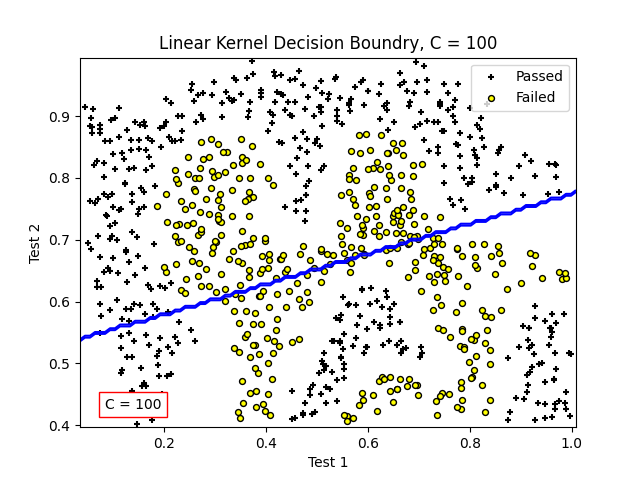 Linear Kernel Decision Boundry, C = 100
Passed
Failed
Test 2
0.9
0.8
0.7
0.6
0.5
0.4
C = 100
0.2
0.4
0.6
0.8
1.0
Test 1